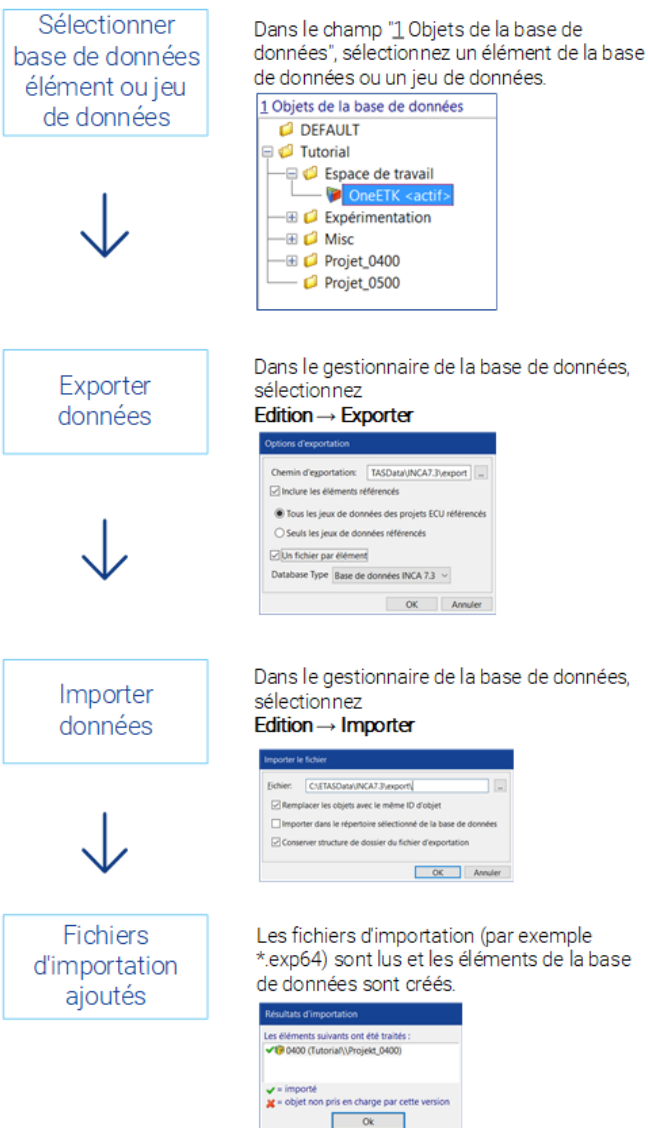 Sélectionner
base de données
élément ou jeu
de données
Dans le champ "1 Objets de la base de
données", sélectionnez un élément de la base
de données ou un jeu de données.
1 Objets de la base de données
DEFAULT
Tutorial
Espace de travail
OneETK <actif>
Expérimentation
Misc
Projet_0400
Projet_0500
Exporter
données
Dans le gestionnaire de la base de données,
sélectionnez
Edition → Exporter
Options d'exportation
Chemin d'exportation: TASData\INCA7.3\export ...
Inclure les éléments référencés
Tous les jeux de données des projets ECU référencés
Seuls les jeux de données référencés
Un fichier par élément
Database Type Base de données INCA 7.3
OK Annuler
Importer
données
Dans le gestionnaire de la base de données,
sélectionnez
Edition → Importer
Importer le fichier
Fichier: C:\ETASData\INCA7.3\export\ ...
Remplacer les objets avec le même ID d'objet
Importer dans le répertoire sélectionné de la base de données
Conserver structure de dossier du fichier d'exportation
OK Annuler
Fichiers
d'importation
ajoutés
Les fichiers d'importation (par exemple
*.exp64) sont lus et les éléments de la base
de données sont créés.
Résultats d'importation
Les éléments suivants ont été traités :
0400 (Tutorial\\Projekt_0400)
= importé
= objet non pris en charge par cette version
Ok